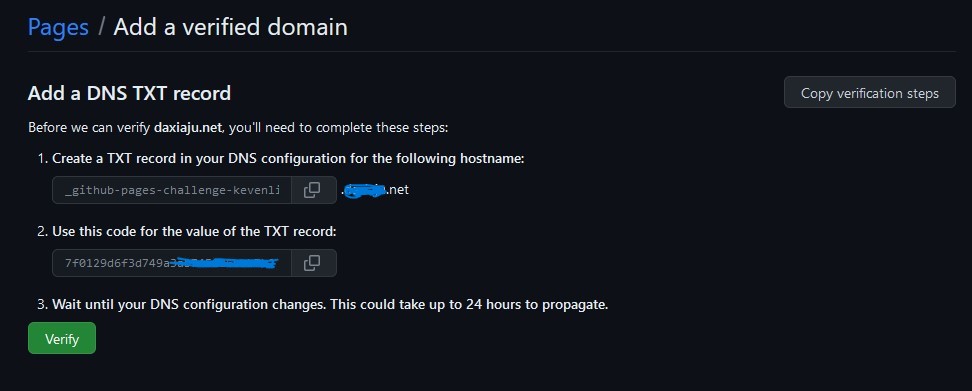 Pages / Add a verified domain
Add a DNS TXT record
Copy verification steps
Before we can verify daxiaju.net, you'll need to complete these steps:
1. Create a TXT record in your DNS configuration for the following hostname:
_github-pages-challenge-kevenli
.net
2. Use this code for the value of the TXT record:
7f0129d6f3d749a
3. Wait until your DNS configuration changes. This could take up to 24 hours to propagate.
Verify